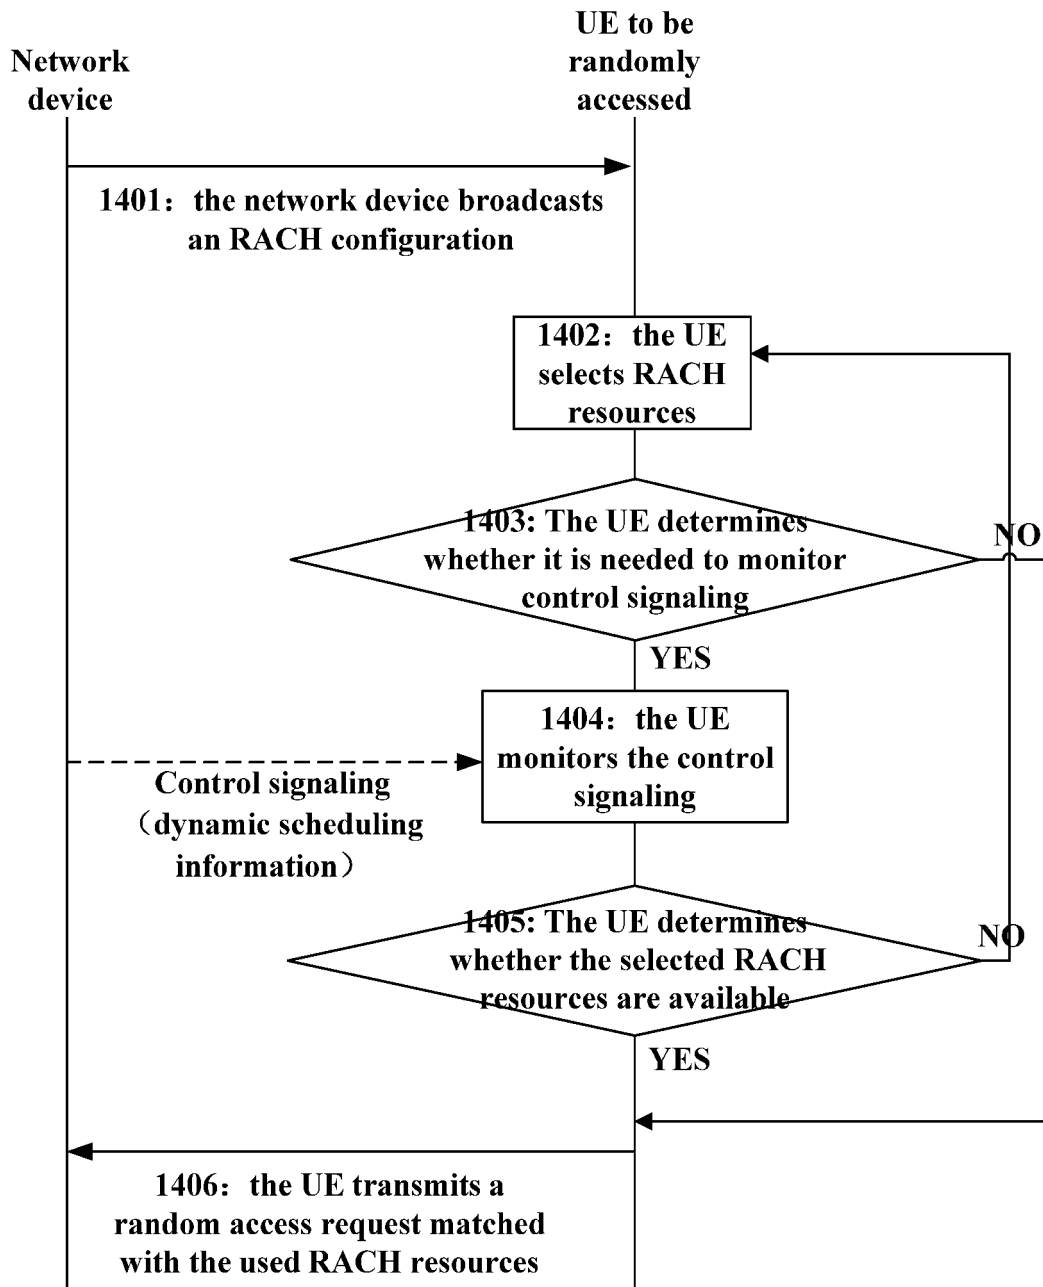 Network
device
UE to be
randomly
accessed
1401：the network device broadcasts
an RACH configuration
1402：the UE
selects RACH
resources
1403: The UE determines
whether it is needed to monitor
control signaling
NO
YES
1404：the UE
monitors the control
signaling
Control signaling
（dynamic scheduling
information）
1405: The UE determines
whether the selected RACH
resources are available
NO
YES
1406：the UE transmits a
random access request matched
with the used RACH resources